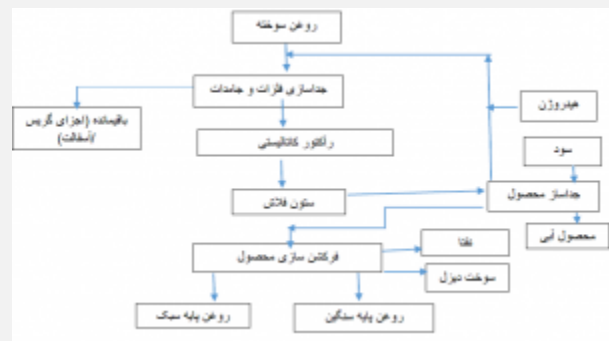 روغن سوخته
جداسازی فلزات و جامدات
هیدروژن
باقیمانده (اجزای گریس
/آسفالت)
رآکتور کاتالیستی
سود
ستون فلاش
جداساز محصول
محصول آبی
نفتا
فرکشن سازی محصول
سوخت دیزل
روغن پایه سبک
روغن پایه سنگین